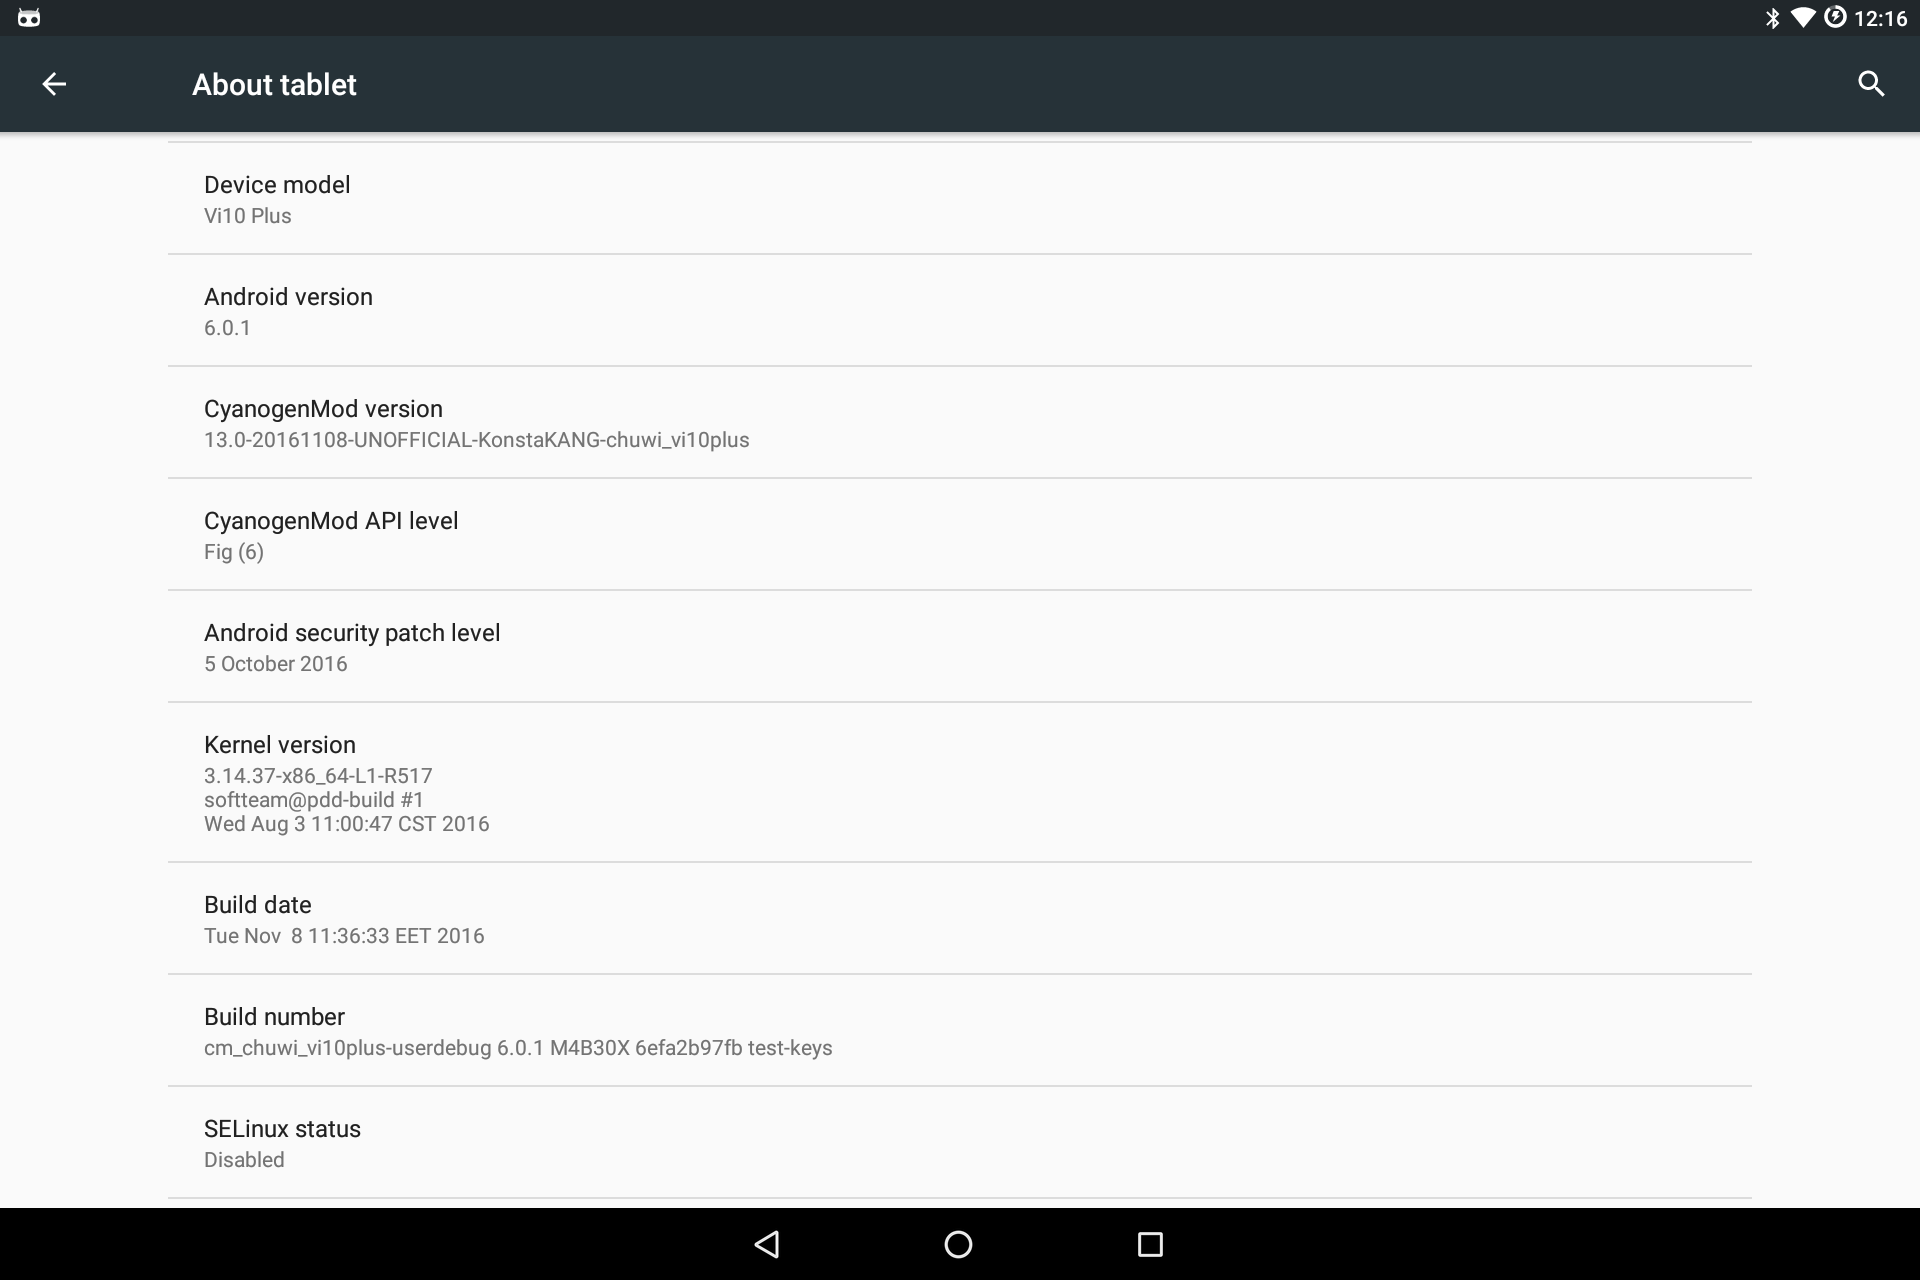 12:16
About tablet
Device model
Vi10 Plus
Android version
6.0.1
CyanogenMod version
13.0-20161108-UNOFFICIAL-KonstaKANG-chuwi_vi10plus
CyanogenMod API level
Fig (6)
Android security patch level
5 October 2016
Kernel version
3.14.37-x86_64-L1-R517
softteam@pdd-build #1
Wed Aug 3 11:00:47 CST 2016
Build date
Tue Nov  8 11:36:33 EET 2016
Build number
cm_chuwi_vi10plus-userdebug 6.0.1 M4B30X 6efa2b97fb test-keys
SELinux status
Disabled